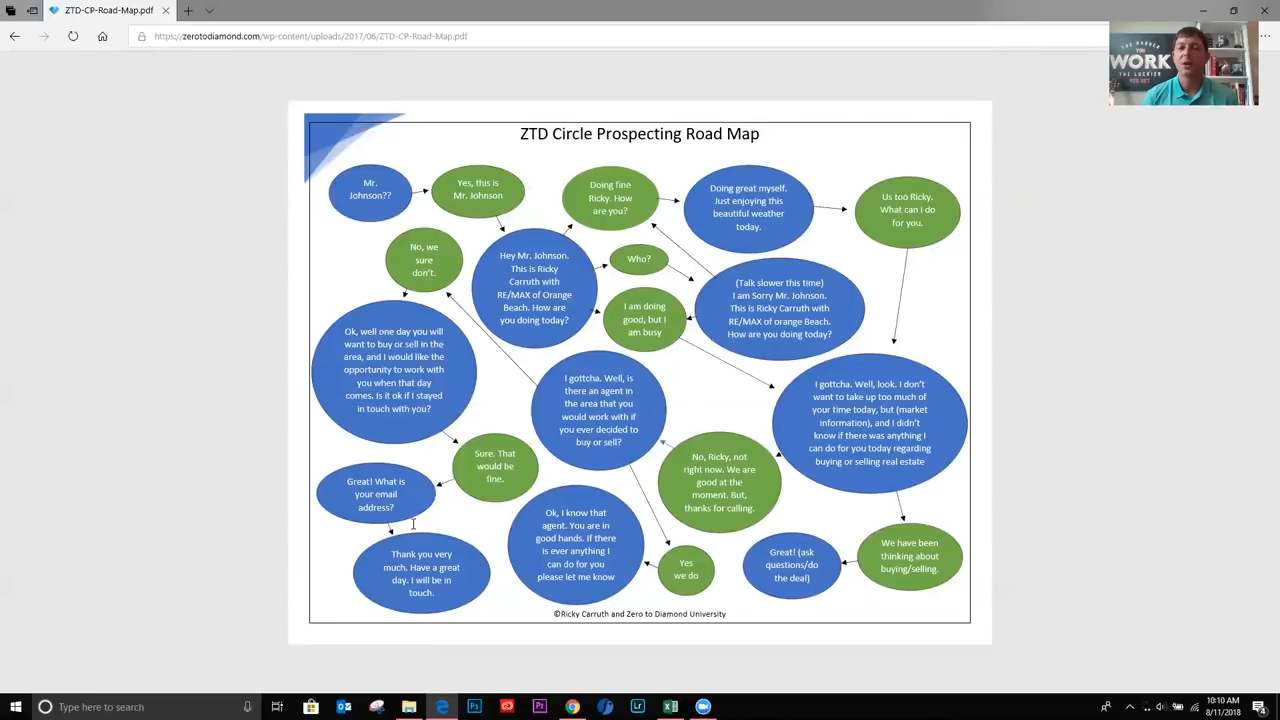 ZTD-CP-Road-Map.pdf
https://zerotodiamond.com/wp-content/uploads/2017/06/ZTD-CP-Road-Map.pdf
THE HARDER
YOU
WORK
THE LUCKIER
YOU GET
ZTD Circle Prospecting Road Map
Mr.
Johnson??
Yes, this is
Mr. Johnson
Doing fine
Ricky. How
are you?
Doing great myself.
Just enjoying this
beautiful weather
today.
Us too Ricky.
What can i do
for you.
No, we
sure
don't.
Hey Mr. Johnson.
This is Ricky
Carruth with
RE/MAX of Orange
Beach. How are
you doing today?
Who?
I am doing
good, but I
am busy
(Talk slower this time)
I am Sorry Mr. Johnson.
This is Ricky Carruth with
RE/MAX of orange Beach.
How are you doing today?
Ok, well one day you will
want to buy or sell in the
area, and I would like the
opportunity to work with
you when that day
comes. Is it ok if I stayed
in touch with you?
I gottcha. Well, is
there an agent in
the area that you
would work with if
you ever decided to
buy or sell?
I gottcha. Well, look. I don't
want to take up too much of
your time today, but (market
information), and I didn't
know if there was anything I
can do for you today regarding
buying or selling real estate
Sure. That
would be
fine.
No, Ricky, not
right now. We are
good at the
moment. But,
thanks for calling.
Great! What is
your email
address?
Ok, I know that
agent. You are in
good hands. If there
is ever anything I
can do for you
please let me know
Yes
we do
Great! (ask
questions/do
the deal)
We have been
thinking about
buying/selling.
Thank you very
much. Have a great
day. I will be in
touch.
©Ricky Carruth and Zero to Diamond University
Type here to search
10:10 AM
8/11/2018